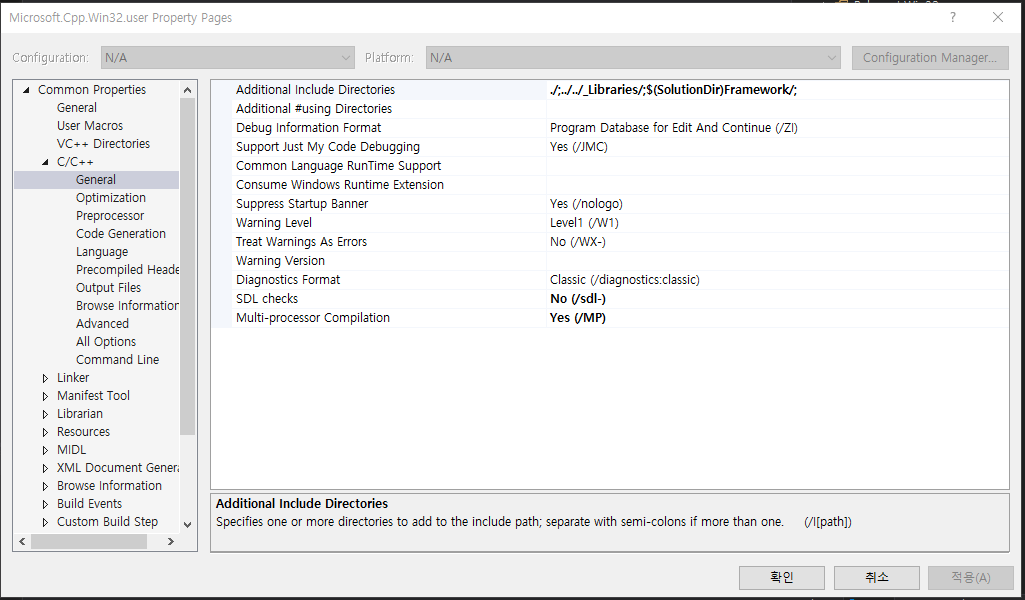 Microsoft.Cpp.Win32.user Property Pages
?
Configuration: N/A Platform: N/A Configuration Manager...
Common Properties
General
User Macros
VC++ Directories
C/C++
General
Optimization
Preprocessor
Code Generation
Language
Precompiled Heade
Output Files
Browse Information
Advanced
All Options
Command Line
Linker
Manifest Tool
Librarian
Resources
MIDL
XML Document Genera
Browse Information
Build Events
Custom Build Step
Additional Include Directories ./;../../_Libraries/;$(SolutionDir)Framework/;
Additional #using Directories
Debug Information Format Program Database for Edit And Continue (/ZI)
Support Just My Code Debugging Yes (/JMC)
Common Language RunTime Support
Consume Windows Runtime Extension
Suppress Startup Banner Yes (/nologo)
Warning Level Level1 (/W1)
Treat Warnings As Errors No (/WX-)
Warning Version
Diagnostics Format Classic (/diagnostics:classic)
SDL checks No (/sdl-)
Multi-processor Compilation Yes (/MP)
Additional Include Directories
Specifies one or more directories to add to the include path; separate with semi-colons if more than one. (/I[path])
확인 취소 적용(A)